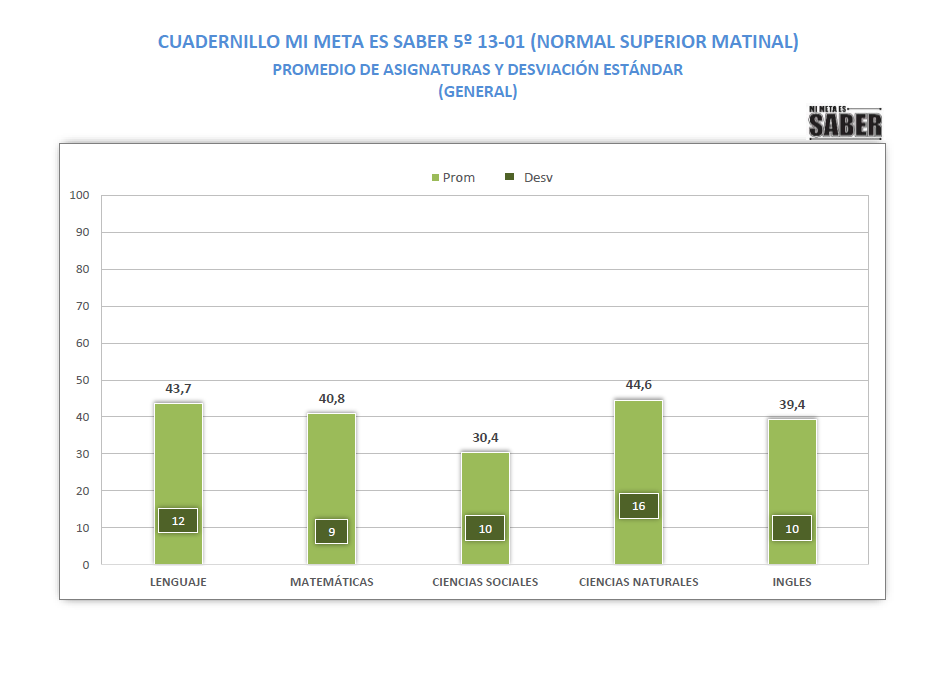 CUADERNILLO MI META ES SABER 5º 13-01 (NORMAL SUPERIOR MATINAL)
PROMEDIO DE ASIGNATURAS Y DESVIACIÓN ESTÁNDAR
(GENERAL)
MI META ES
SABER
Prom Desv
100
90
80
70
60
50
40
30
20
10
0
43,7 40,8 30,4 44,6 39,4
12 9 10 16 10
LENGUAJE MATEMÁTICAS CIENCIAS SOCIALES CIENCIAS NATURALES INGLES